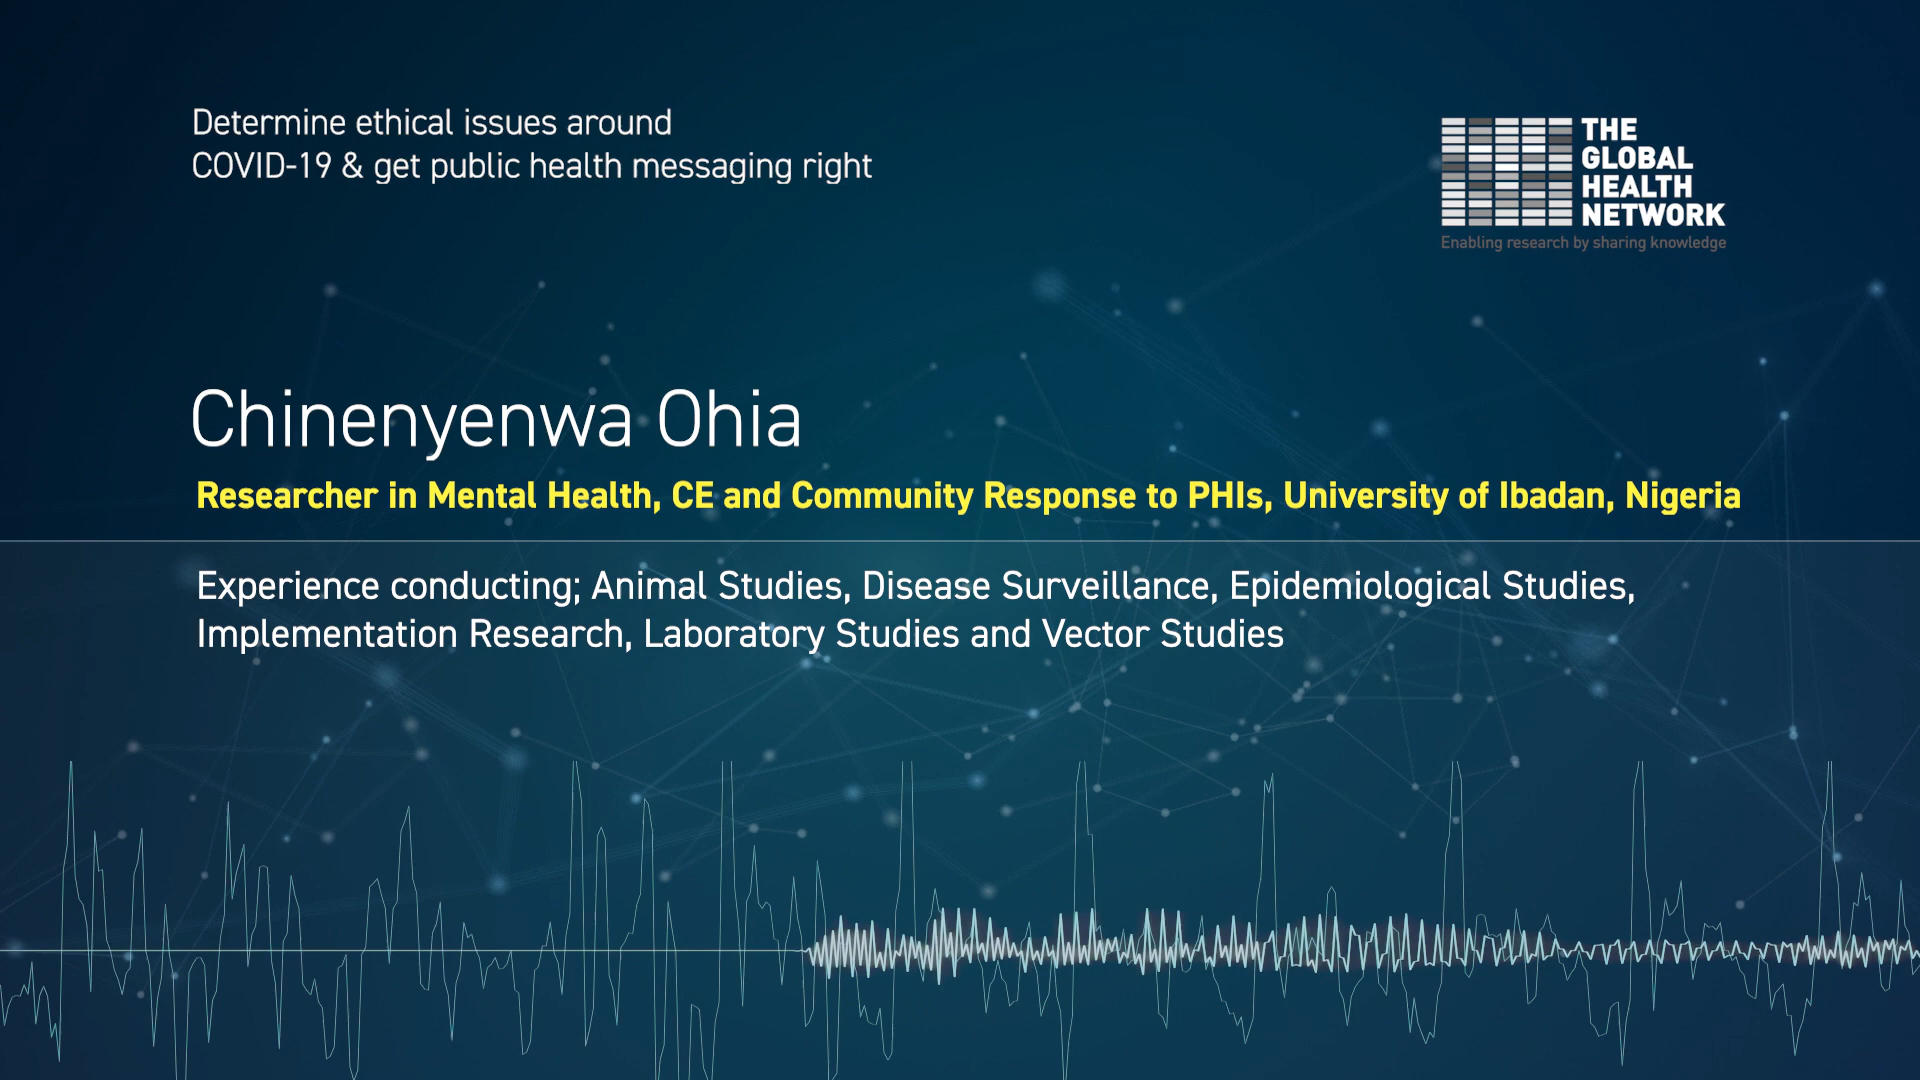 Determine ethical issues around
COVID-19 & get public health messaging right
THE
GLOBAL
HEALTH
NETWORK
Enabling research by sharing knowledge
Chinenyenwa Ohia
Researcher in Mental Health, CE and Community Response to PHIs, University of Ibadan, Nigeria
Experience conducting; Animal Studies, Disease Surveillance, Epidemiological Studies,
Implementation Research, Laboratory Studies and Vector Studies